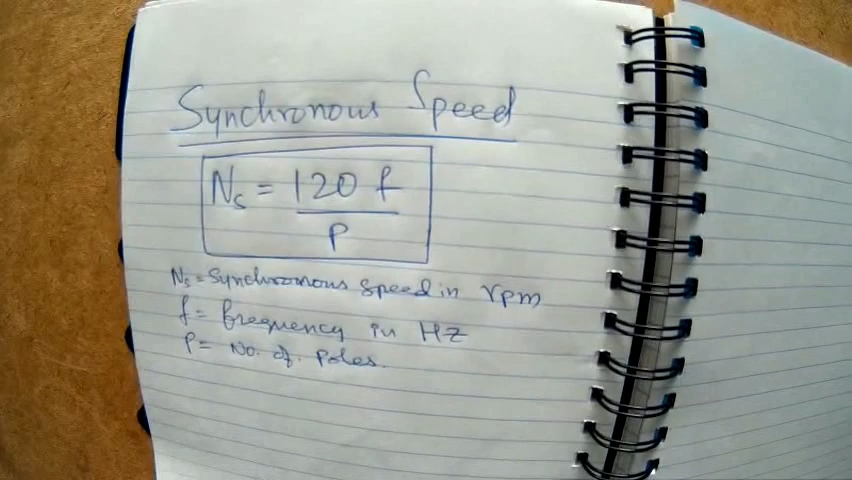 Synchronous Speed
Ns = 120 f
P
Ns = Synchronous speed in rpm
f = frequency in HZ
P = No. of. Poles.